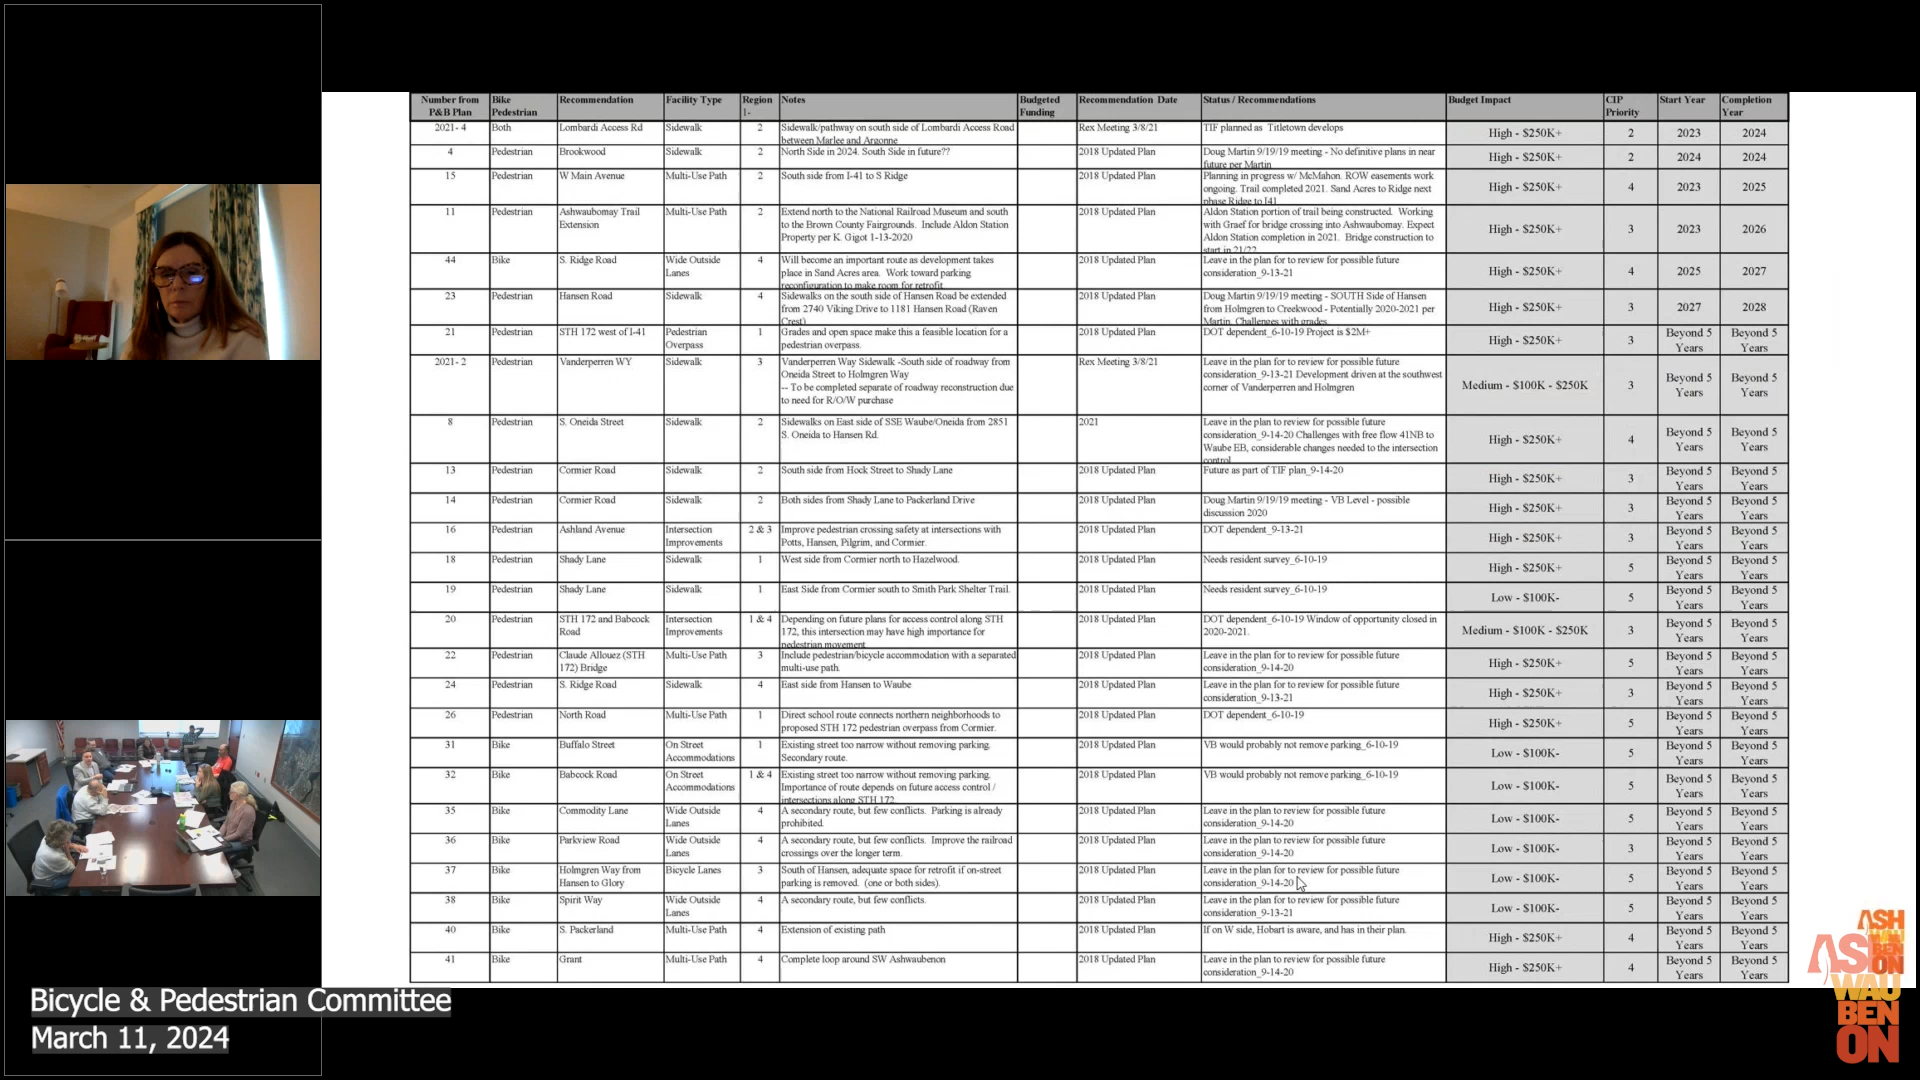 Number from P&B Plan | Bike Pedestrian | Recommendation | Facility Type | Region 1- | Notes | Budgeted Funding | Recommendation Date | Status / Recommendations | Budget Impact | CIP Priority | Start Year | Completion Year
2021- 4 | Both | Lombardi Access Rd | Sidewalk | 2 | Sidewalk/pathway on south side of Lombardi Access Road between Marlee and Argonne | Rex Meeting 3/8/21 | TIF planned as Titletown develops | High - $250K+ | 2 | 2023 | 2024
4 | Pedestrian | Brookwood | Sidewalk | 2 | North Side in 2024. South Side in future?? | 2018 Updated Plan | Doug Martin 9/19/19 meeting - No definitive plans in near future per Martin | High - $250K+ | 2 | 2024 | 2024
15 | Pedestrian | W Main Avenue | Multi-Use Path | 2 | South side from I-41 to S Ridge | 2018 Updated Plan | Planning in progress w/ McMahon. ROW easements work ongoing. Trail completed 2021. Sand Acres to Ridge next phase Ridge to I41 | High - $250K+ | 4 | 2023 | 2025
11 | Pedestrian | Ashwaubomay Trail Extension | Multi-Use Path | 2 | Extend north to the National Railroad Museum and south to the Brown County Fairgrounds. Include Aldon Station Property per K. Gigot 1-13-2020 | 2018 Updated Plan | Aldon Station portion of trail being constructed. Working with Graef for bridge crossing into Ashwaubomay. Expect Aldon Station completion in 2021. Bridge construction to start in 21/22 | High - $250K+ | 3 | 2023 | 2026
44 | Bike | S. Ridge Road | Wide Outside Lanes | 4 | Will become an important route as development takes place in Sand Acres area. Work toward parking reconfiguration to make room for retrofit | 2018 Updated Plan | Leave in the plan for to review for possible future consideration_9-13-21 | High - $250K+ | 4 | 2025 | 2027
23 | Pedestrian | Hansen Road | Sidewalk | 4 | Sidewalks on the south side of Hansen Road be extended from 2740 Viking Drive to 1181 Hansen Road (Raven Crest) | 2018 Updated Plan | Doug Martin 9/19/19 meeting - SOUTH Side of Hansen from Holmgren to Creekwood - Potentially 2020-2021 per Martin. Challenges with grades | High - $250K+ | 3 | 2027 | 2028
21 | Pedestrian | STH 172 west of I-41 | Pedestrian Overpass | 1 | Grades and open space make this a feasible location for a pedestrian overpass. | 2018 Updated Plan | DOT dependent_6-10-19 Project is $2M+ | High - $250K+ | 3 | Beyond 5 Years | Beyond 5 Years
2021- 2 | Pedestrian | Vanderperren WY | Sidewalk | 3 | Vanderperren Way Sidewalk -South side of roadway from Oneida Street to Holmgren Way -- To be completed separate of roadway reconstruction due to need for R/O/W purchase | Rex Meeting 3/8/21 | Leave in the plan for to review for possible future consideration_9-13-21 Development driven at the southwest corner of Vanderperren and Holmgren | Medium - $100K - $250K | 3 | Beyond 5 Years | Beyond 5 Years
8 | Pedestrian | S. Oneida Street | Sidewalk | 2 | Sidewalks on East side of SSE Waube/Oneida from 2851 S. Oneida to Hansen Rd. | 2021 | Leave in the plan for to review for possible future consideration_9-14-20 Challenges with free flow 41NB to Waube EB, considerable changes needed to the intersection control | High - $250K+ | 4 | Beyond 5 Years | Beyond 5 Years
13 | Pedestrian | Cormier Road | Sidewalk | 2 | South side from Hock Street to Shady Lane | 2018 Updated Plan | Future as part of TIF plan_9-14-20 | High - $250K+ | 3 | Beyond 5 Years | Beyond 5 Years
14 | Pedestrian | Cormier Road | Sidewalk | 2 | Both sides from Shady Lane to Packerland Drive | 2018 Updated Plan | Doug Martin 9/19/19 meeting - VB Level - possible discussion 2020 | High - $250K+ | 3 | Beyond 5 Years | Beyond 5 Years
16 | Pedestrian | Ashland Avenue | Intersection Improvements | 2 & 3 | Improve pedestrian crossing safety at intersections with Potts, Hansen, Pilgrim, and Cormier. | 2018 Updated Plan | DOT dependent_9-13-21 | High - $250K+ | 3 | Beyond 5 Years | Beyond 5 Years
18 | Pedestrian | Shady Lane | Sidewalk | 1 | West side from Cormier north to Hazelwood. | 2018 Updated Plan | Needs resident survey_6-10-19 | High - $250K+ | 5 | Beyond 5 Years | Beyond 5 Years
19 | Pedestrian | Shady Lane | Sidewalk | 1 | East Side from Cormier south to Smith Park Shelter Trail. | 2018 Updated Plan | Needs resident survey_6-10-19 | Low - $100K- | 5 | Beyond 5 Years | Beyond 5 Years
20 | Pedestrian | STH 172 and Babcock Road | Intersection Improvements | 1 & 4 | Depending on future plans for access control along STH 172, this intersection may have high importance for pedestrian movement | 2018 Updated Plan | DOT dependent_6-10-19 Window of opportunity closed in 2020-2021. | Medium - $100K - $250K | 3 | Beyond 5 Years | Beyond 5 Years
22 | Pedestrian | Claude Allouez (STH 172) Bridge | Multi-Use Path | 3 | Include pedestrian/bicycle accommodation with a separated multi-use path. | 2018 Updated Plan | Leave in the plan for to review for possible future consideration_9-14-20 | High - $250K+ | 5 | Beyond 5 Years | Beyond 5 Years
24 | Pedestrian | S. Ridge Road | Sidewalk | 4 | East side from Hansen to Waube | 2018 Updated Plan | Leave in the plan for to review for possible future consideration_9-13-21 | High - $250K+ | 3 | Beyond 5 Years | Beyond 5 Years
26 | Pedestrian | North Road | Multi-Use Path | 1 | Direct school route connects northern neighborhoods to proposed STH 172 pedestrian overpass from Cormier. | 2018 Updated Plan | DOT dependent_6-10-19 | High - $250K+ | 5 | Beyond 5 Years | Beyond 5 Years
31 | Bike | Buffalo Street | On Street Accommodations | 1 | Existing street too narrow without removing parking. Secondary route. | 2018 Updated Plan | VB would probably not remove parking_6-10-19 | Low - $100K- | 5 | Beyond 5 Years | Beyond 5 Years
32 | Bike | Babcock Road | On Street Accommodations | 1 & 4 | Existing street too narrow without removing parking. Importance of route depends on future access control / intersections along STH 172 | 2018 Updated Plan | VB would probably not remove parking_6-10-19 | Low - $100K- | 5 | Beyond 5 Years | Beyond 5 Years
35 | Bike | Commodity Lane | Wide Outside Lanes | 4 | A secondary route, but few conflicts. Parking is already prohibited. | 2018 Updated Plan | Leave in the plan to review for possible future consideration_9-14-20 | Low - $100K- | 5 | Beyond 5 Years | Beyond 5 Years
36 | Bike | Parkview Road | Wide Outside Lanes | 4 | A secondary route, but few conflicts. Improve the railroad crossings over the longer term. | 2018 Updated Plan | Leave in the plan for to review for possible future consideration_9-14-20 | Low - $100K- | 3 | Beyond 5 Years | Beyond 5 Years
37 | Bike | Holmgren Way from Hansen to Glory | Bicycle Lanes | 3 | South of Hansen, adequate space for retrofit if on-street parking is removed. (one or both sides). | 2018 Updated Plan | Leave in the plan for to review for possible future consideration_9-14-20 | Low - $100K- | 5 | Beyond 5 Years | Beyond 5 Years
38 | Bike | Spirit Way | Wide Outside Lanes | 4 | A secondary route, but few conflicts. | 2018 Updated Plan | Leave in the plan for to review for possible future consideration_9-13-21 | Low - $100K- | 5 | Beyond 5 Years | Beyond 5 Years
40 | Bike | S. Packerland | Multi-Use Path | 4 | Extension of existing path | 2018 Updated Plan | If on W side, Hobart is aware, and has in their plan. | High - $250K+ | 4 | Beyond 5 Years | Beyond 5 Years
41 | Bike | Grant | Multi-Use Path | 4 | Complete loop around SW Ashwaubenon | 2018 Updated Plan | Leave in the plan for to review for possible future consideration_9-14-20 | High - $250K+ | 4 | Beyond 5 Years | Beyond 5 Years
Bicycle & Pedestrian Committee
March 11, 2024
ASH
WAU
BEN
ON